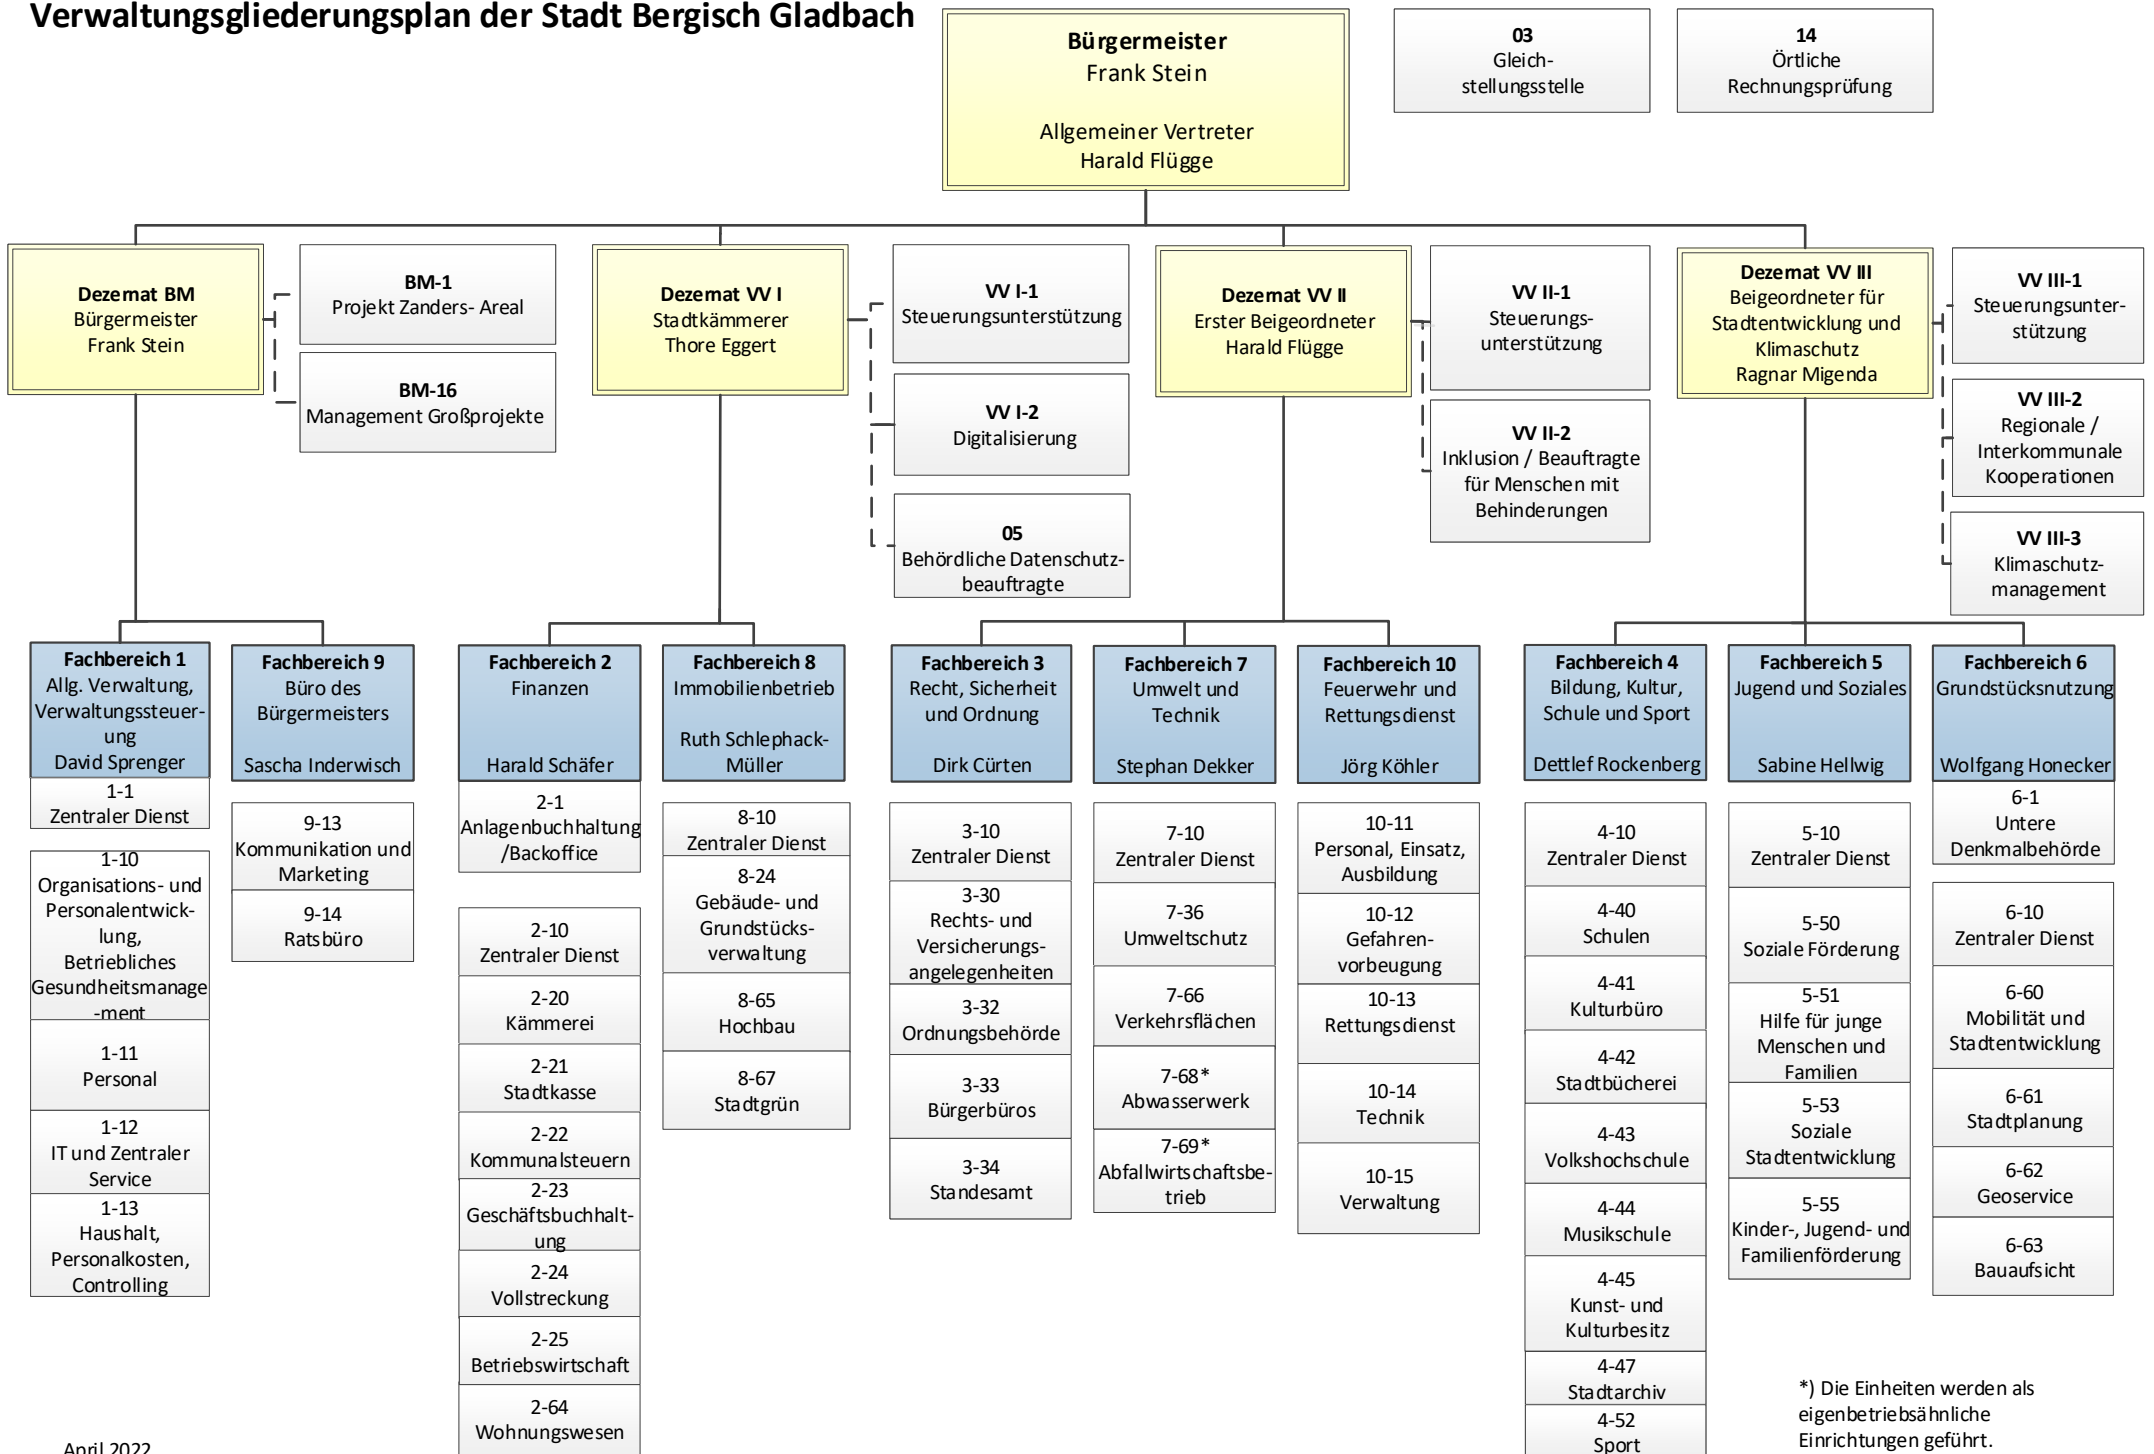 Verwaltungsgliederungsplan der Stadt Bergisch Gladbach
Bürgermeister
Frank Stein
Allgemeiner Vertreter
Harald Flügge
03
Gleich-
stellungsstelle
14
Örtliche
Rechnungsprüfung
Dezernat BM
Bürgermeister
Frank Stein
BM-1
Projekt Zanders- Areal
BM-16
Management Großprojekte
Dezernat VV I
Stadtkämmerer
Thore Eggert
VV I-1
Steuerungsunterstützung
VV I-2
Digitalisierung
05
Behördliche Datenschutz-
beauftragte
Dezernat VV II
Erster Beigeordneter
Harald Flügge
VV II-1
Steuerungs-
unterstützung
VV II-2
Inklusion / Beauftragte
für Menschen mit
Behinderungen
Dezernat VV III
Beigeordneter für
Stadtentwicklung und
Klimaschutz
Ragnar Migenda
VV III-1
Steuerungsunter-
stützung
VV III-2
Regionale /
Interkommunale
Kooperationen
VV III-3
Klimaschutz-
management
Fachbereich 1
Allg. Verwaltung,
Verwaltungssteuer-
ung
David Sprenger
1-1
Zentraler Dienst
1-10
Organisations- und
Personalentwick-
lung,
Betriebliches
Gesundheitsmanage
-ment
1-11
Personal
1-12
IT und Zentraler
Service
1-13
Haushalt,
Personalkosten,
Controlling
Fachbereich 9
Büro des
Bürgermeisters
Sascha Inderwisch
9-13
Kommunikation und
Marketing
9-14
Ratsbüro
Fachbereich 2
Finanzen
Harald Schäfer
2-1
Anlagenbuchhaltung
/Backoffice
2-10
Zentraler Dienst
2-20
Kämmerei
2-21
Stadtkasse
2-22
Kommunalsteuern
2-23
Geschäftsbuchhalt-
ung
2-24
Vollstreckung
2-25
Betriebswirtschaft
2-64
Wohnungswesen
Fachbereich 8
Immobilienbetrieb
Ruth Schlephack-
Müller
8-10
Zentraler Dienst
8-24
Gebäude- und
Grundstücks-
verwaltung
8-65
Hochbau
8-67
Stadtgrün
Fachbereich 3
Recht, Sicherheit
und Ordnung
Dirk Cürten
3-10
Zentraler Dienst
3-30
Rechts- und
Versicherungs-
angelegenheiten
3-32
Ordnungsbehörde
3-33
Bürgerbüros
3-34
Standesamt
Fachbereich 7
Umwelt und
Technik
Stephan Dekker
7-10
Zentraler Dienst
7-36
Umweltschutz
7-66
Verkehrsflächen
7-68*
Abwasserwerk
7-69*
Abfallwirtschaftsbe-
trieb
Fachbereich 10
Feuerwehr und
Rettungsdienst
Jörg Köhler
10-11
Personal, Einsatz,
Ausbildung
10-12
Gefahren-
vorbeugung
10-13
Rettungsdienst
10-14
Technik
10-15
Verwaltung
Fachbereich 4
Bildung, Kultur,
Schule und Sport
Dettlef Rockenberg
4-10
Zentraler Dienst
4-40
Schulen
4-41
Kulturbüro
4-42
Stadtbücherei
4-43
Volkshochschule
4-44
Musikschule
4-45
Kunst- und
Kulturbesitz
4-47
Stadtarchiv
4-52
Sport
Fachbereich 5
Jugend und Soziales
Sabine Hellwig
5-10
Zentraler Dienst
5-50
Soziale Förderung
5-51
Hilfe für junge
Menschen und
Familien
5-53
Soziale
Stadtentwicklung
5-55
Kinder-, Jugend- und
Familienförderung
Fachbereich 6
Grundstücksnutzung
Wolfgang Honecker
6-1
Untere
Denkmalbehörde
6-10
Zentraler Dienst
6-60
Mobilität und
Stadtentwicklung
6-61
Stadtplanung
6-62
Geoservice
6-63
Bauaufsicht
*) Die Einheiten werden als
eigenbetriebsähnliche
Einrichtungen geführt.
April 2022